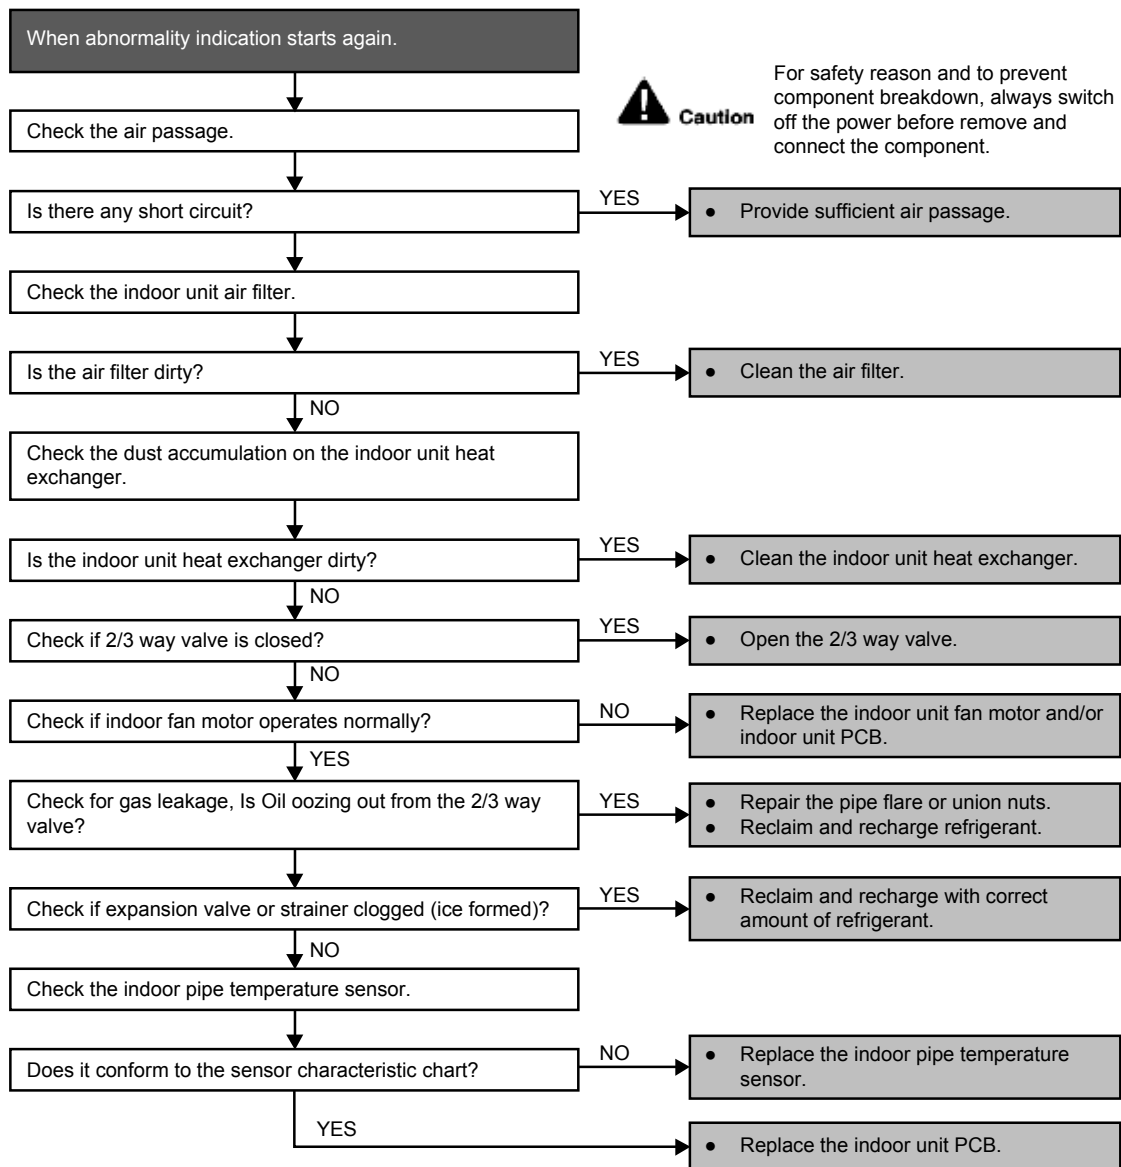 When abnormality indication starts again.
For safety reason and to prevent
component breakdown, always switch
off the power before remove and
connect the component.
Caution
Check the air passage.
Is there any short circuit?
YES
● Provide sufficient air passage.
Check the indoor unit air filter.
Is the air filter dirty?
YES
● Clean the air filter.
NO
Check the dust accumulation on the indoor unit heat
exchanger.
Is the indoor unit heat exchanger dirty?
YES
● Clean the indoor unit heat exchanger.
NO
Check if 2/3 way valve is closed?
YES
● Open the 2/3 way valve.
NO
Check if indoor fan motor operates normally?
NO
● Replace the indoor unit fan motor and/or
indoor unit PCB.
YES
Check for gas leakage, Is Oil oozing out from the 2/3 way
valve?
YES
● Repair the pipe flare or union nuts.
● Reclaim and recharge refrigerant.
Check if expansion valve or strainer clogged (ice formed)?
YES
● Reclaim and recharge with correct
amount of refrigerant.
NO
Check the indoor pipe temperature sensor.
Does it conform to the sensor characteristic chart?
NO
● Replace the indoor pipe temperature
sensor.
YES
● Replace the indoor unit PCB.